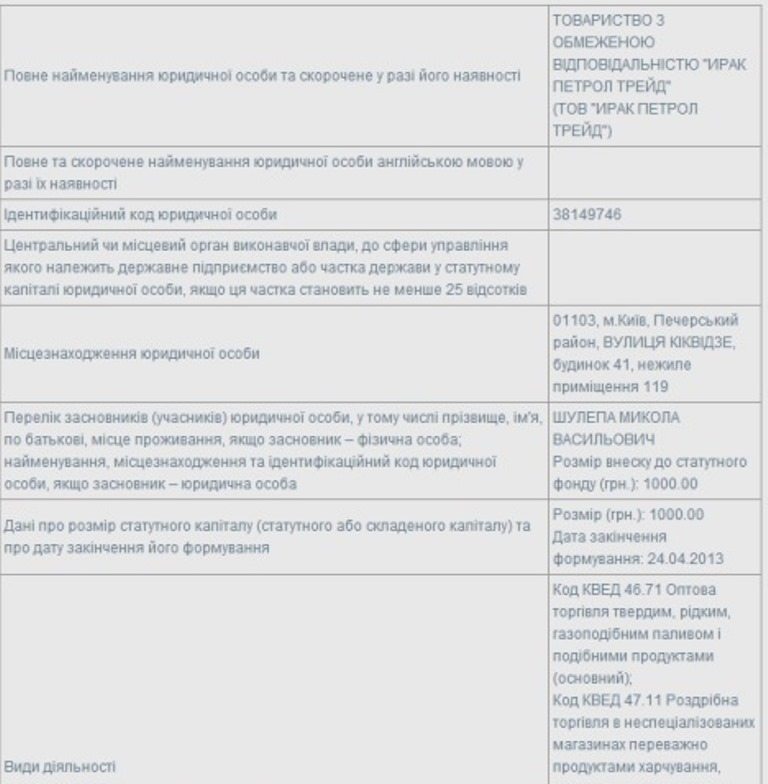 Повне найменування юридичної особи та скорочене у разі його наявності
ТОВАРИСТВО З
ОБМЕЖЕНОЮ
ВІДПОВІДАЛЬНІСТЮ "ИРАК
ПЕТРОЛ ТРЕЙД"
(ТОВ "ИРАК ПЕТРОЛ
ТРЕЙД")
Повне та скорочене найменування юридичної особи англійською мовою у
разі їх наявності
Ідентифікаційний код юридичної особи
38149746
Центральний чи місцевий орган виконавчої влади, до сфери управління
якого належить державне підприємство або частка держави у статутному
капіталі юридичної особи, якщо ця частка становить не менше 25 відсотків
Місцезнаходження юридичної особи
01103, м.Київ, Печерський
район, ВУЛИЦЯ КІКВІДЗЕ,
будинок 41, нежиле
приміщення 119
Перелік засновників (учасників) юридичної особи, у тому числі прізвище, ім'я,
по батькові, місце проживання, якщо засновник – фізична особа;
найменування, місцезнаходження та ідентифікаційний код юридичної
особи, якщо засновник – юридична особа
ШУЛЕПА МИКОЛА
ВАСИЛЬОВИЧ
Розмір внеску до статутного
фонду (грн.): 1000.00
Дані про розмір статутного капіталу (статутного або складеного капіталу) та
про дату закінчення його формування
Розмір (грн.): 1000.00
Дата закінчення
формування: 24.04.2013
Види діяльності
Код КВЕД 46.71 Оптова
торгівля твердим, рідким,
газоподібним паливом і
подібними продуктами
(основний);
Код КВЕД 47.11 Роздрібна
торгівля в неспеціалізованих
магазинах переважно
продуктами харчування,